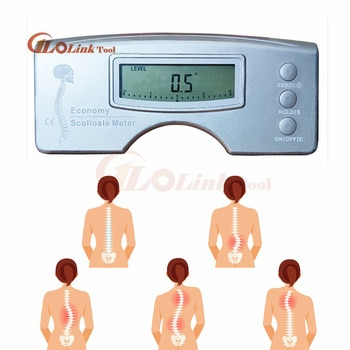 GLOLink Tool
LEVEL
0.5°
ZERO/Ω
HOLD/S
ON/OFF/B
CE
Economy
Scoliosis Meter
GLOLink Tool